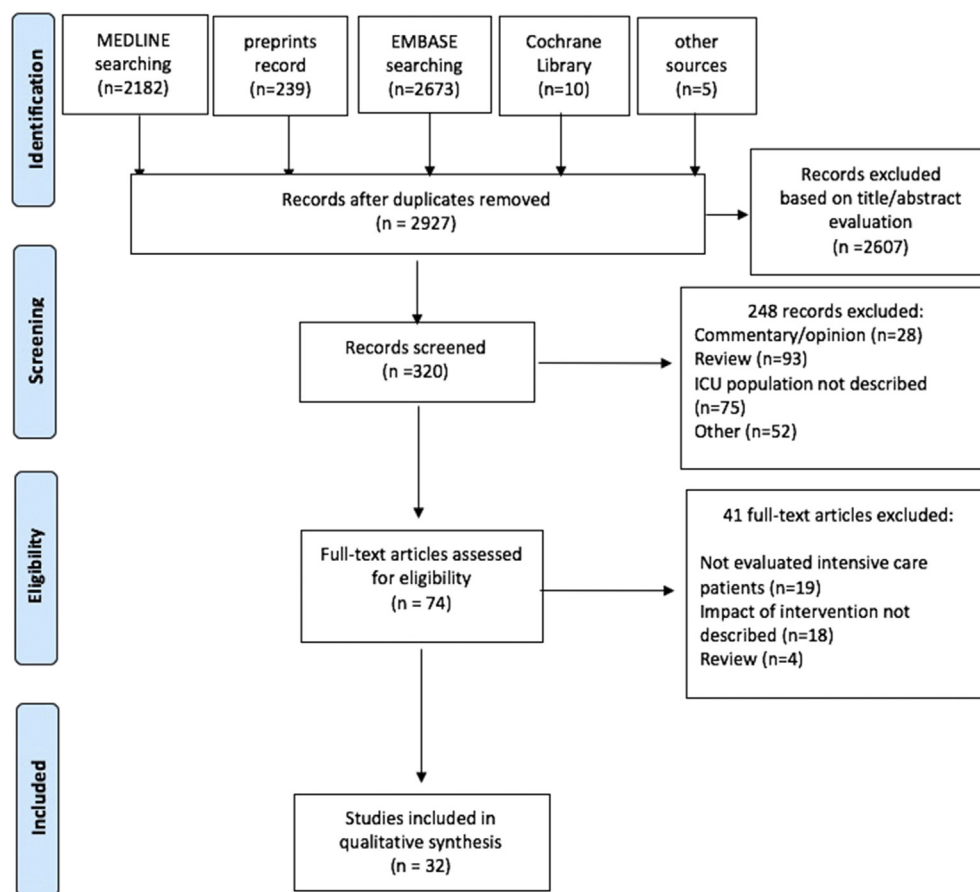 Identification
MEDLINE
searching
(n=2182)
preprints
record
(n=239)
EMBASE
searching
(n=2673)
Cochrane
Library
(n=10)
other
sources
(n=5)
Records after duplicates removed
(n = 2927)
Records excluded
based on title/abstract
evaluation
(n =2607)
Screening
Records screened
(n =320)
248 records excluded:
Commentary/opinion (n=28)
Review (n=93)
ICU population not described
(n=75)
Other (n=52)
Eligibility
Full-text articles assessed
for eligibility
(n = 74)
41 full-text articles excluded:
Not evaluated intensive care
patients (n=19)
Impact of intervention not
described (n=18)
Review (n=4)
Included
Studies included in
qualitative synthesis
(n = 32)